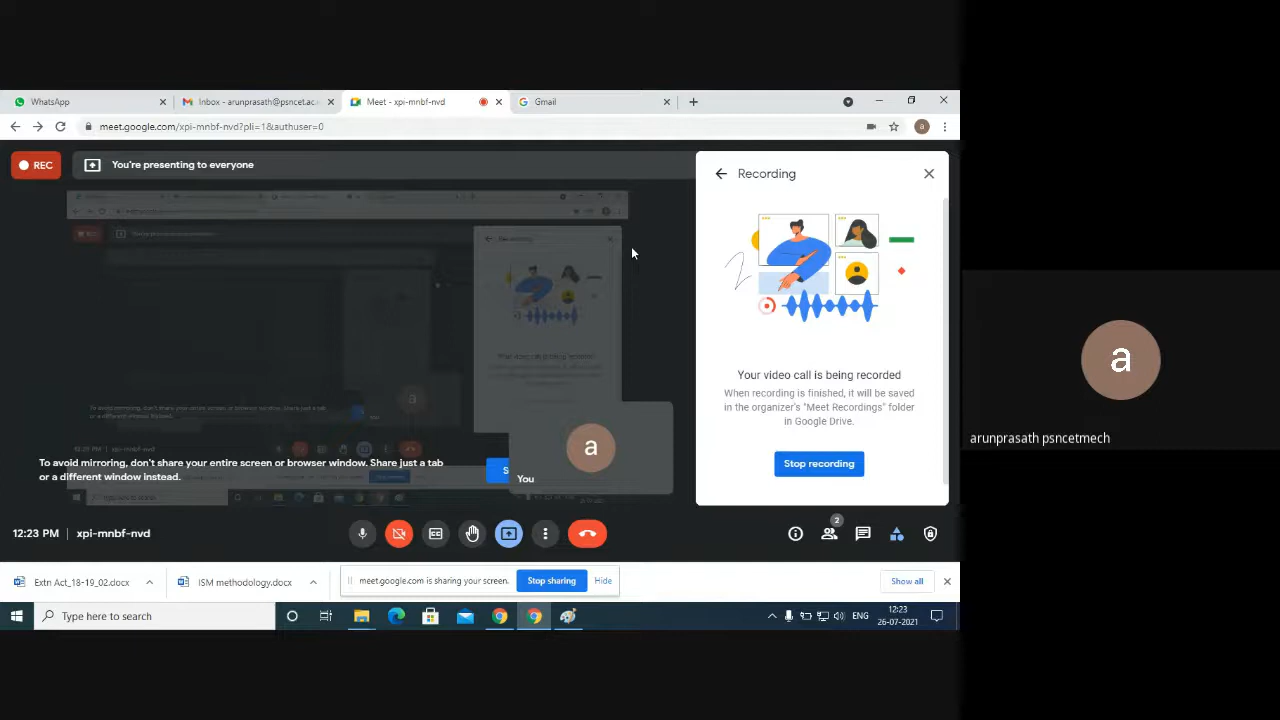 WhatsApp
Inbox - arunprasath@psncet.ac.
Meet - xpi-mnbf-nvd
Gmail
meet.google.com/xpi-mnbf-nvd?pli=1&authuser=0
a
REC
You're presenting to everyone
Recording
Your video call is being recorded
When recording is finished, it will be saved
in the organizer's "Meet Recordings" folder
in Google Drive.
Stop recording
To avoid mirroring, don't share your entire screen or browser window. Share just a tab
or a different window instead.
S
a
You
a
arunprasath psncetmech
12:23 PM | xpi-mnbf-nvd
CC
2
Extn Act_18-19_02.docx
ISM methodology.docx
meet.google.com is sharing your screen.
Stop sharing
Hide
Show all
Type here to search
ENG
12:23
26-07-2021